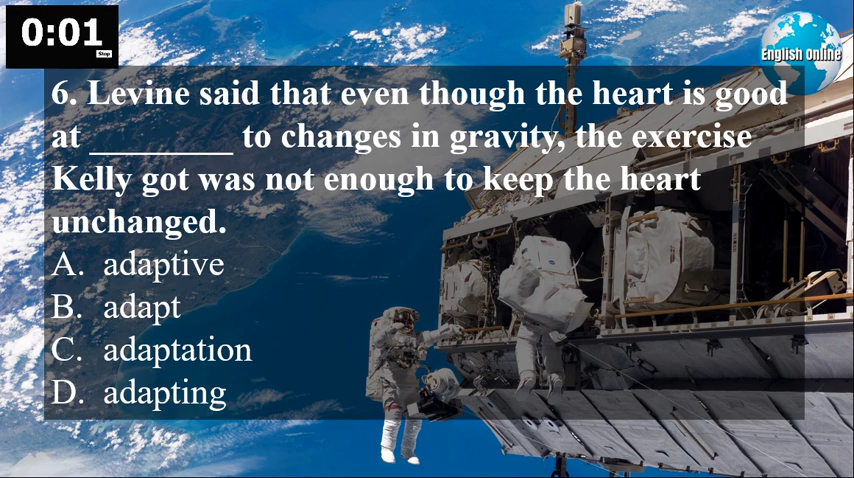 0:01
Stop
English Online
6. Levine said that even though the heart is good
at ________ to changes in gravity, the exercise
Kelly got was not enough to keep the heart
unchanged.
A. adaptive
B. adapt
C. adaptation
D. adapting